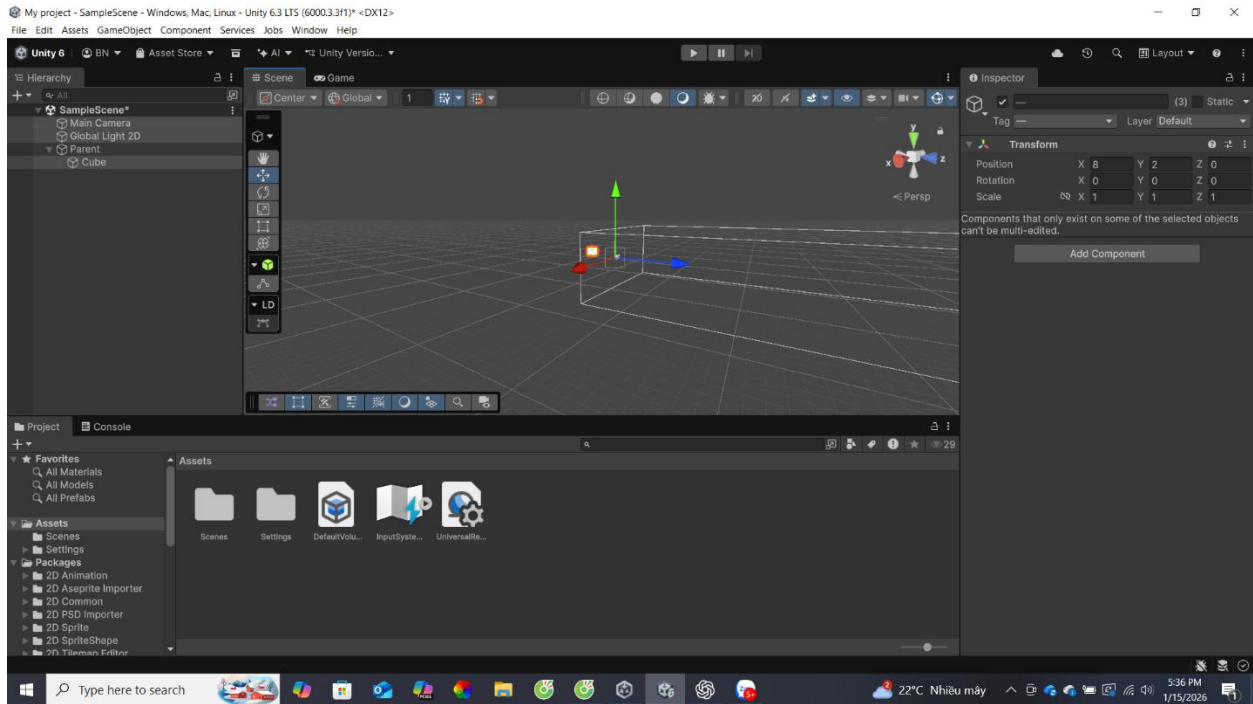 My project - SampleScene - Windows, Mac, Linux - Unity 6.3 LTS (6000.3.3f1)* <DX12>
File Edit Assets GameObject Component Services Jobs Window Help
Unity 6 BN Asset Store AI Unity Versio... Layout
Hierarchy
All
SampleScene*
Main Camera
Global Light 2D
Parent
Cube
Scene Game
Center Global 1 2D
y
x z
Persp
LD
Inspector
— (3) Static
Tag — Layer Default
Transform
Position X 8 Y 2 Z 0
Rotation X 0 Y 0 Z 0
Scale X 1 Y 1 Z 1
Components that only exist on some of the selected objects
can't be multi-edited.
Add Component
Project Console
29
Favorites
All Materials
All Models
All Prefabs
Assets
Scenes
Settings
Packages
2D Animation
2D Aseprite Importer
2D Common
2D PSD Importer
2D Sprite
2D SpriteShape
2D Tilemap Editor
Assets
Scenes Settings DefaultVolu... InputSyste... UniversalRe...
Type here to search
22°C Nhiều mây
5:36 PM
1/15/2026